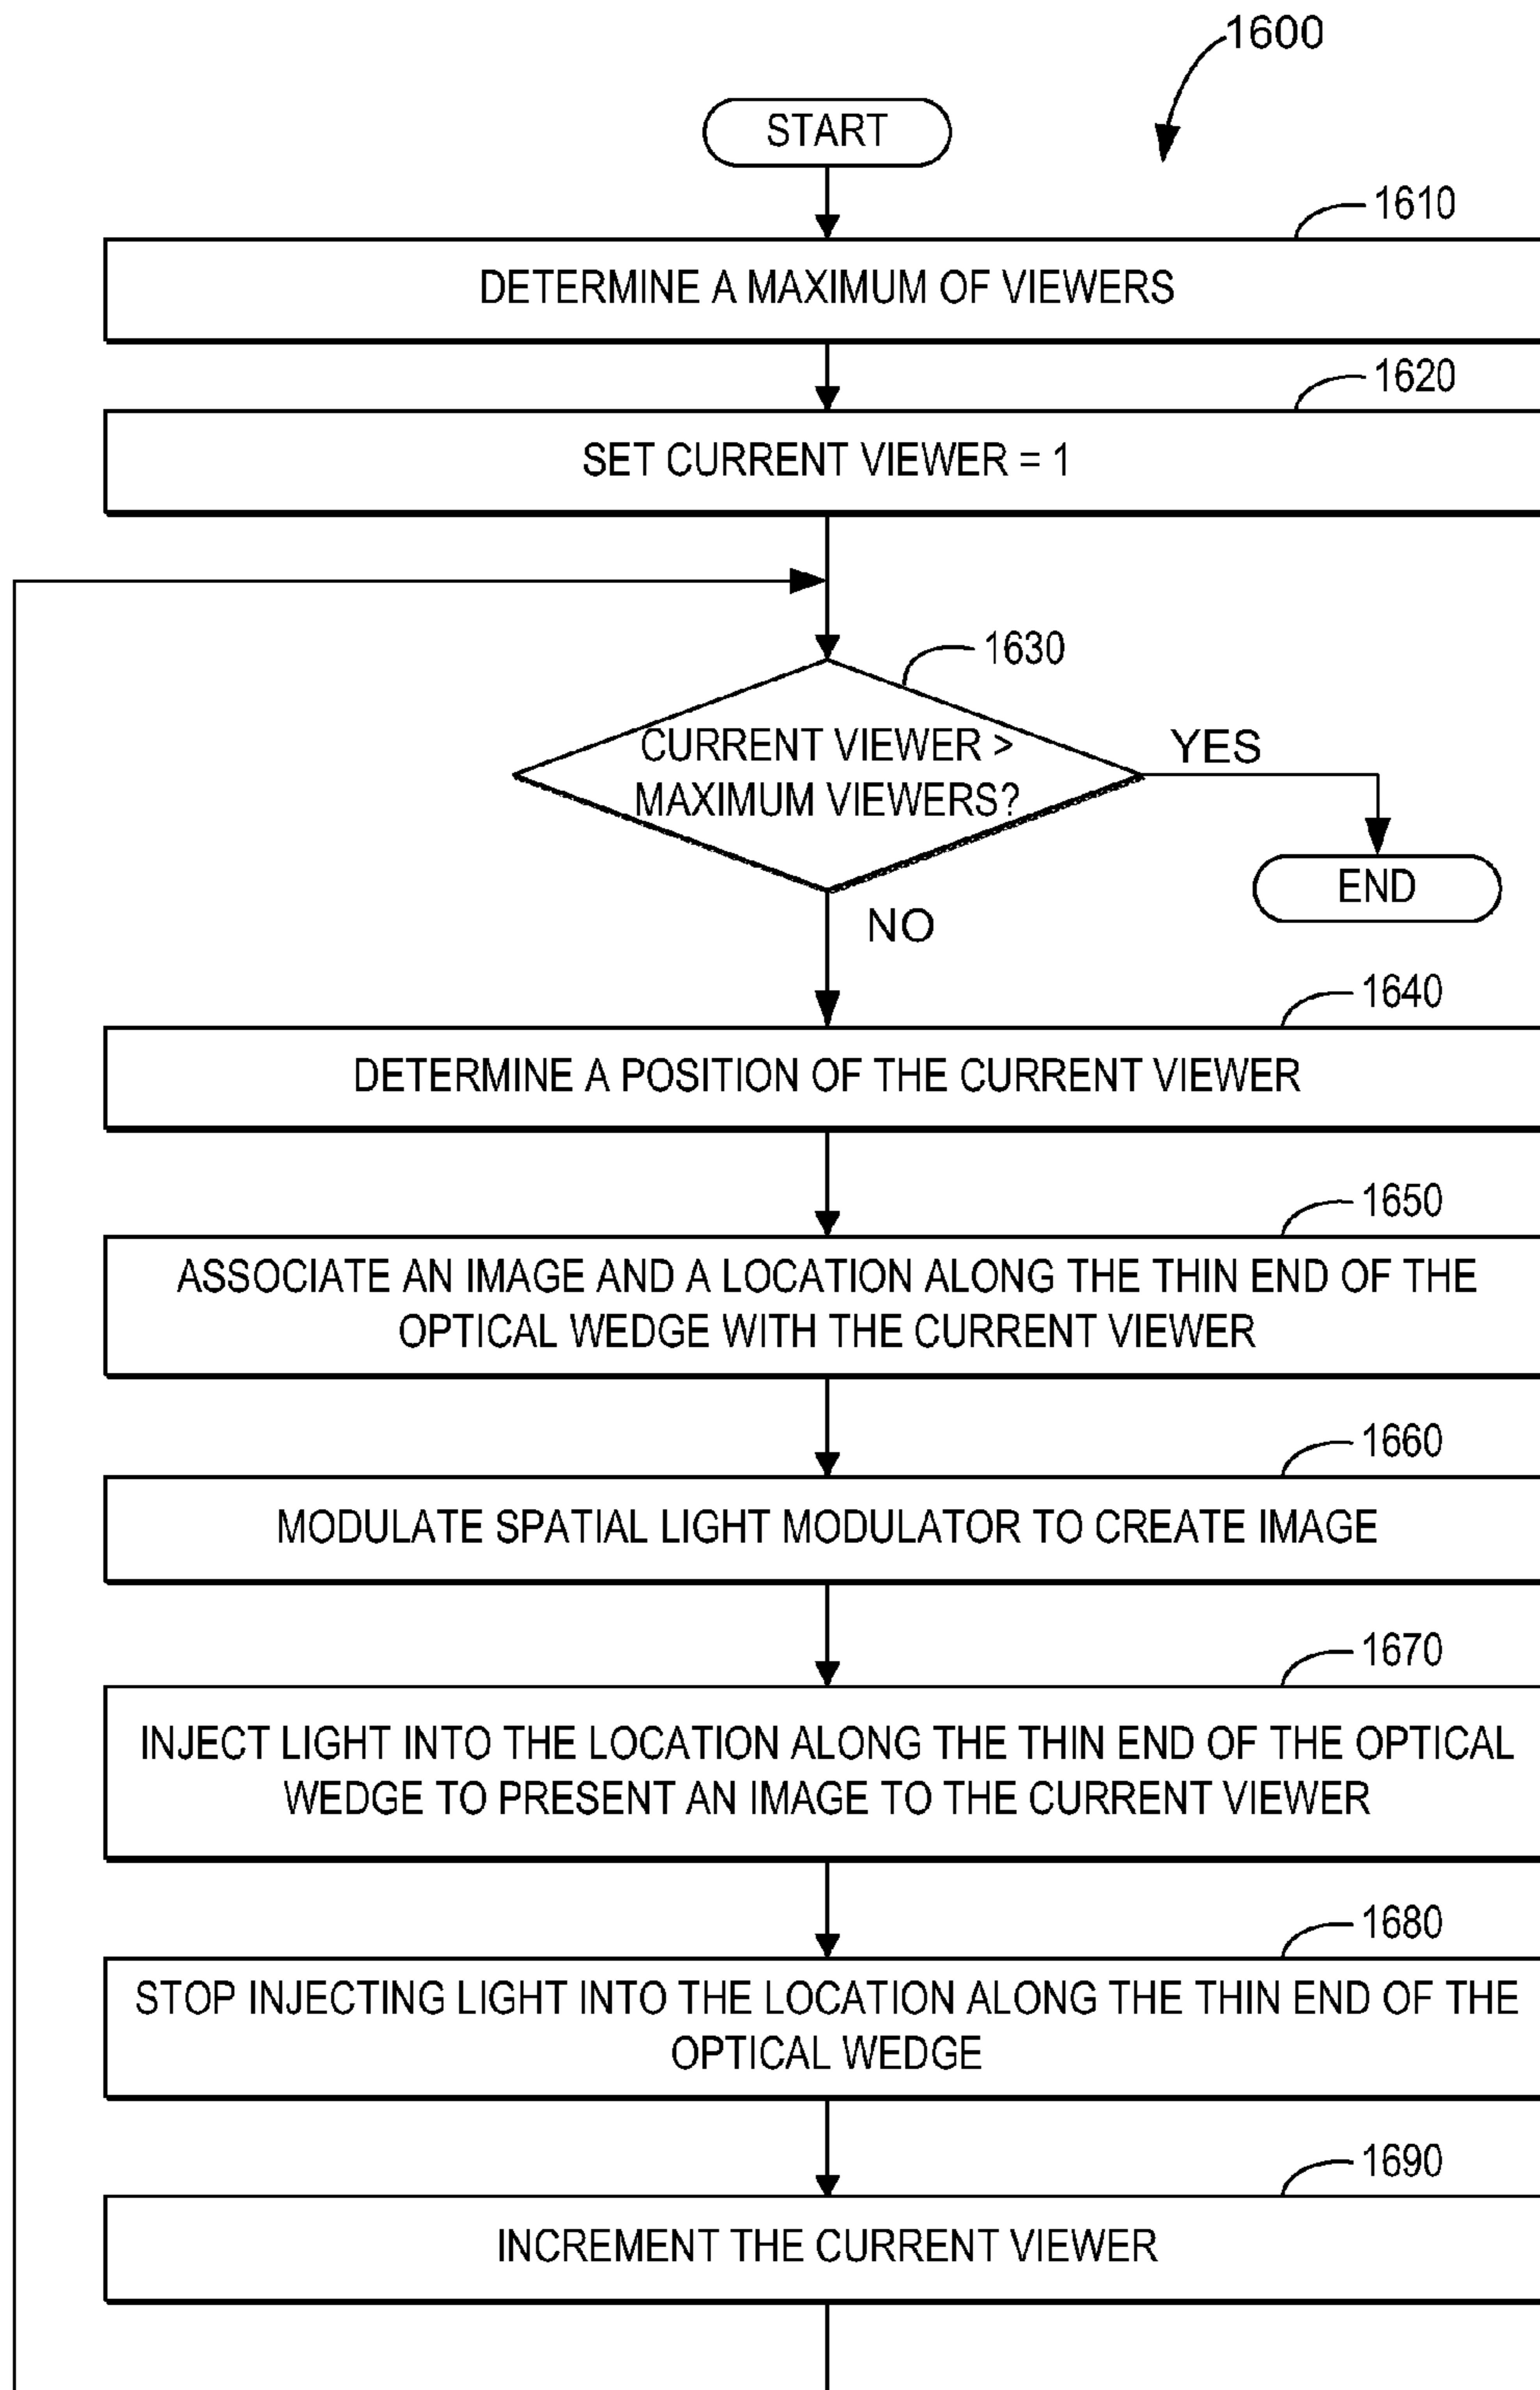 1600
START
1610
DETERMINE A MAXIMUM OF VIEWERS
1620
SET CURRENT VIEWER = 1
1630
CURRENT VIEWER >
MAXIMUM VIEWERS?
YES
END
NO
1640
DETERMINE A POSITION OF THE CURRENT VIEWER
1650
ASSOCIATE AN IMAGE AND A LOCATION ALONG THE THIN END OF THE
OPTICAL WEDGE WITH THE CURRENT VIEWER
1660
MODULATE SPATIAL LIGHT MODULATOR TO CREATE IMAGE
1670
INJECT LIGHT INTO THE LOCATION ALONG THE THIN END OF THE OPTICAL
WEDGE TO PRESENT AN IMAGE TO THE CURRENT VIEWER
1680
STOP INJECTING LIGHT INTO THE LOCATION ALONG THE THIN END OF THE
OPTICAL WEDGE
1690
INCREMENT THE CURRENT VIEWER